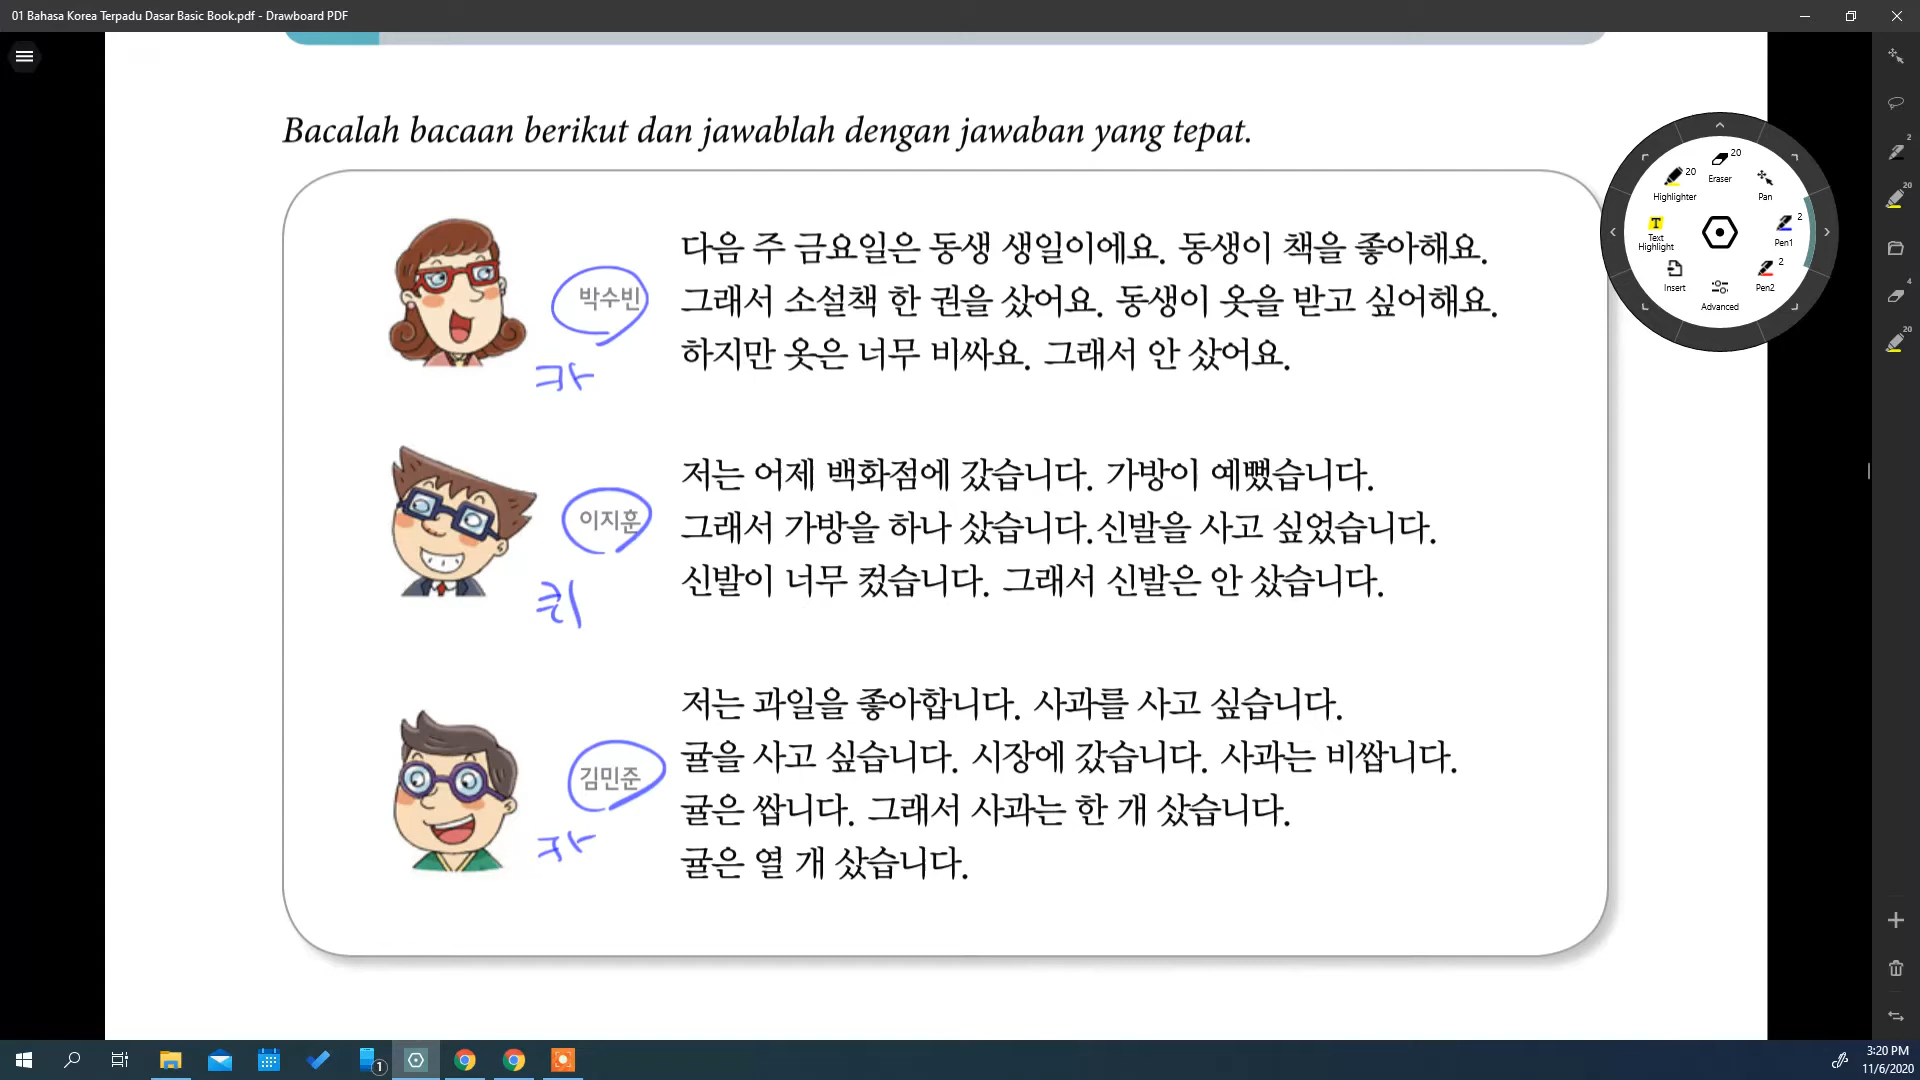 01 Bahasa Korea Terpadu Dasar Basic Book.pdf - Drawboard PDF
Bacalah bacaan berikut dan jawablah dengan jawaban yang tepat.
박수빈
다음 주 금요일은 동생 생일이에요. 동생이 책을 좋아해요.
그래서 소설책 한 권을 샀어요. 동생이 옷을 받고 싶어해요.
하지만 옷은 너무 비싸요. 그래서 안 샀어요.
카
이지훈
저는 어제 백화점에 갔습니다. 가방이 예뻤습니다.
그래서 가방을 하나 샀습니다. 신발을 사고 싶었습니다.
신발이 너무 컸습니다. 그래서 신발은 안 샀습니다.
김민준
저는 과일을 좋아합니다. 사과를 사고 싶습니다.
귤을 사고 싶습니다. 시장에 갔습니다. 사과는 비쌉니다.
귤은 쌉니다. 그래서 사과는 한 개 샀습니다.
귤은 열 개 샀습니다.
카
20
Eraser
20
Highlighter
Pan
T
Text
Highlight
2
Pen1
Insert
2
Pen2
Advanced
2
20
4
20
1
3:20 PM
11/6/2020